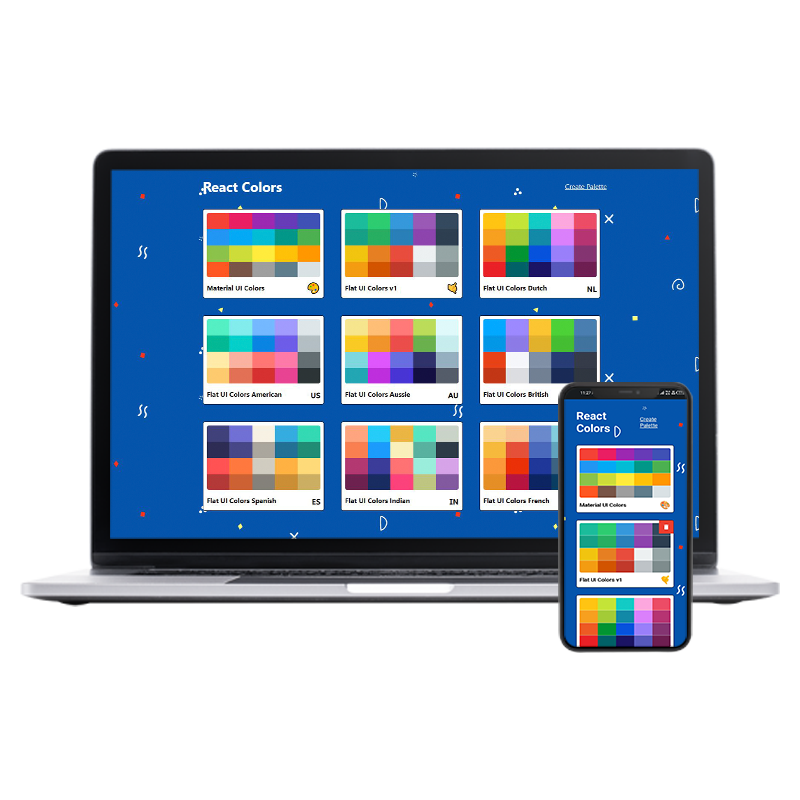 React Colors
Create Palette
Material UI Colors
Flat UI Colors v1
Flat UI Colors Dutch NL
Flat UI Colors American US
Flat UI Colors Aussie AU
Flat UI Colors British
Flat UI Colors Spanish ES
Flat UI Colors Indian IN
Flat UI Colors French
11:27
React
Colors
Create
Palette
Material UI Colors
Flat UI Colors v1